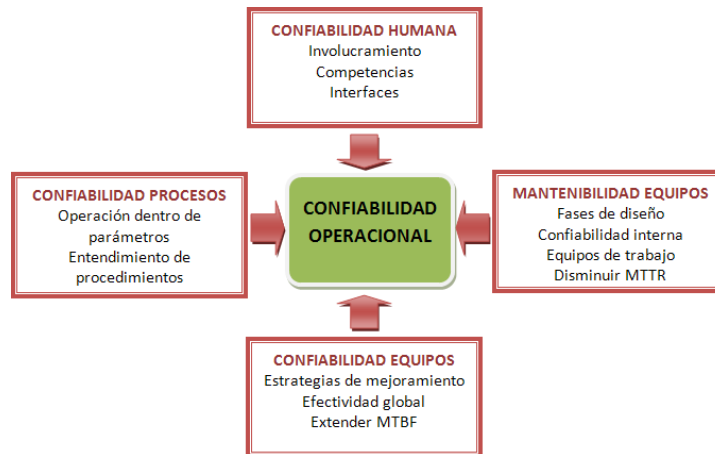 CONFIABILIDAD HUMANA
Involucramiento
Competencias
Interfaces
CONFIABILIDAD PROCESOS
Operación dentro de
parámetros
Entendimiento de
procedimientos
CONFIABILIDAD
OPERACIONAL
MANTENIBILIDAD EQUIPOS
Fases de diseño
Confiabilidad interna
Equipos de trabajo
Disminuir MTTR
CONFIABILIDAD EQUIPOS
Estrategias de mejoramiento
Efectividad global
Extender MTBF